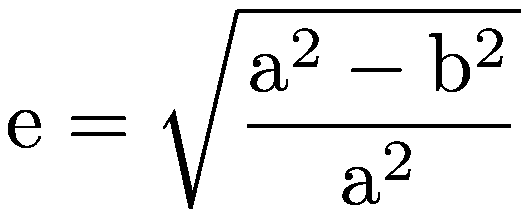 e = √((a² − b²)/a²)